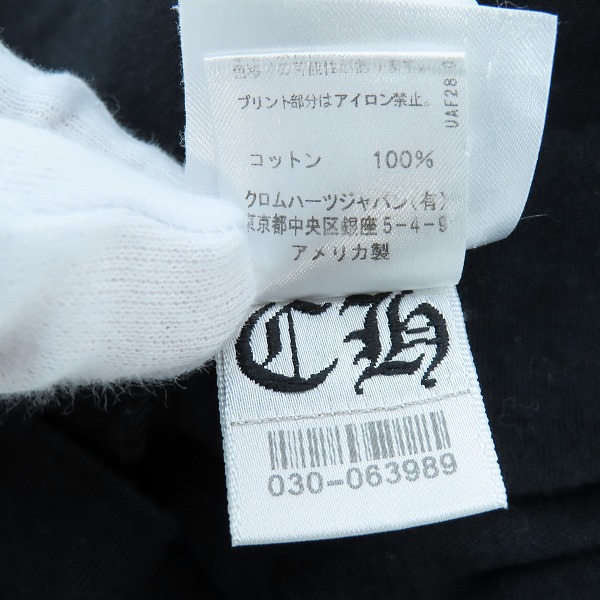 プリント部分はアイロン禁止。
コットン 100%
クロムハーツジャパン(有)
東京都中央区銀座5-4-9
アメリカ製
UAF28
CH
030-063989